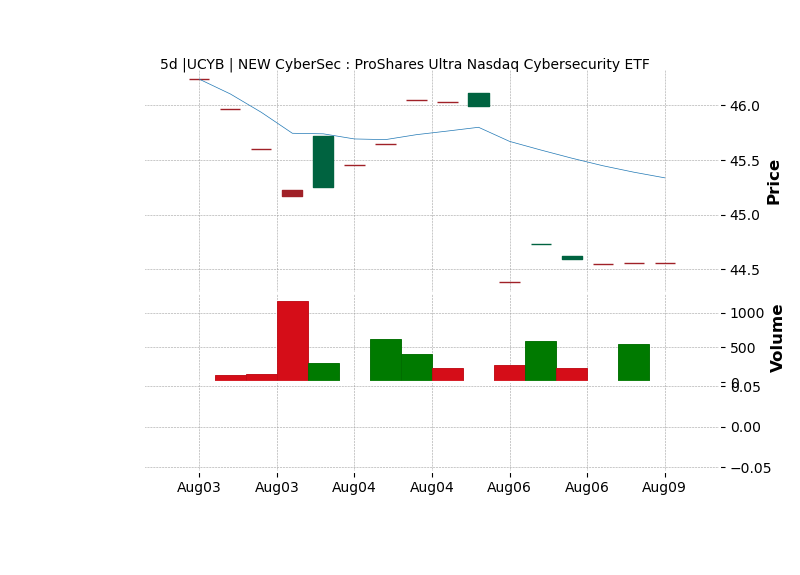 5d |UCYB | NEW CyberSec : ProShares Ultra Nasdaq Cybersecurity ETF
46.0
45.5
45.0
44.5
Price
1000
500
0
Volume
0.05
0.00
−0.05
Aug03 Aug03 Aug04 Aug04 Aug06 Aug06 Aug09